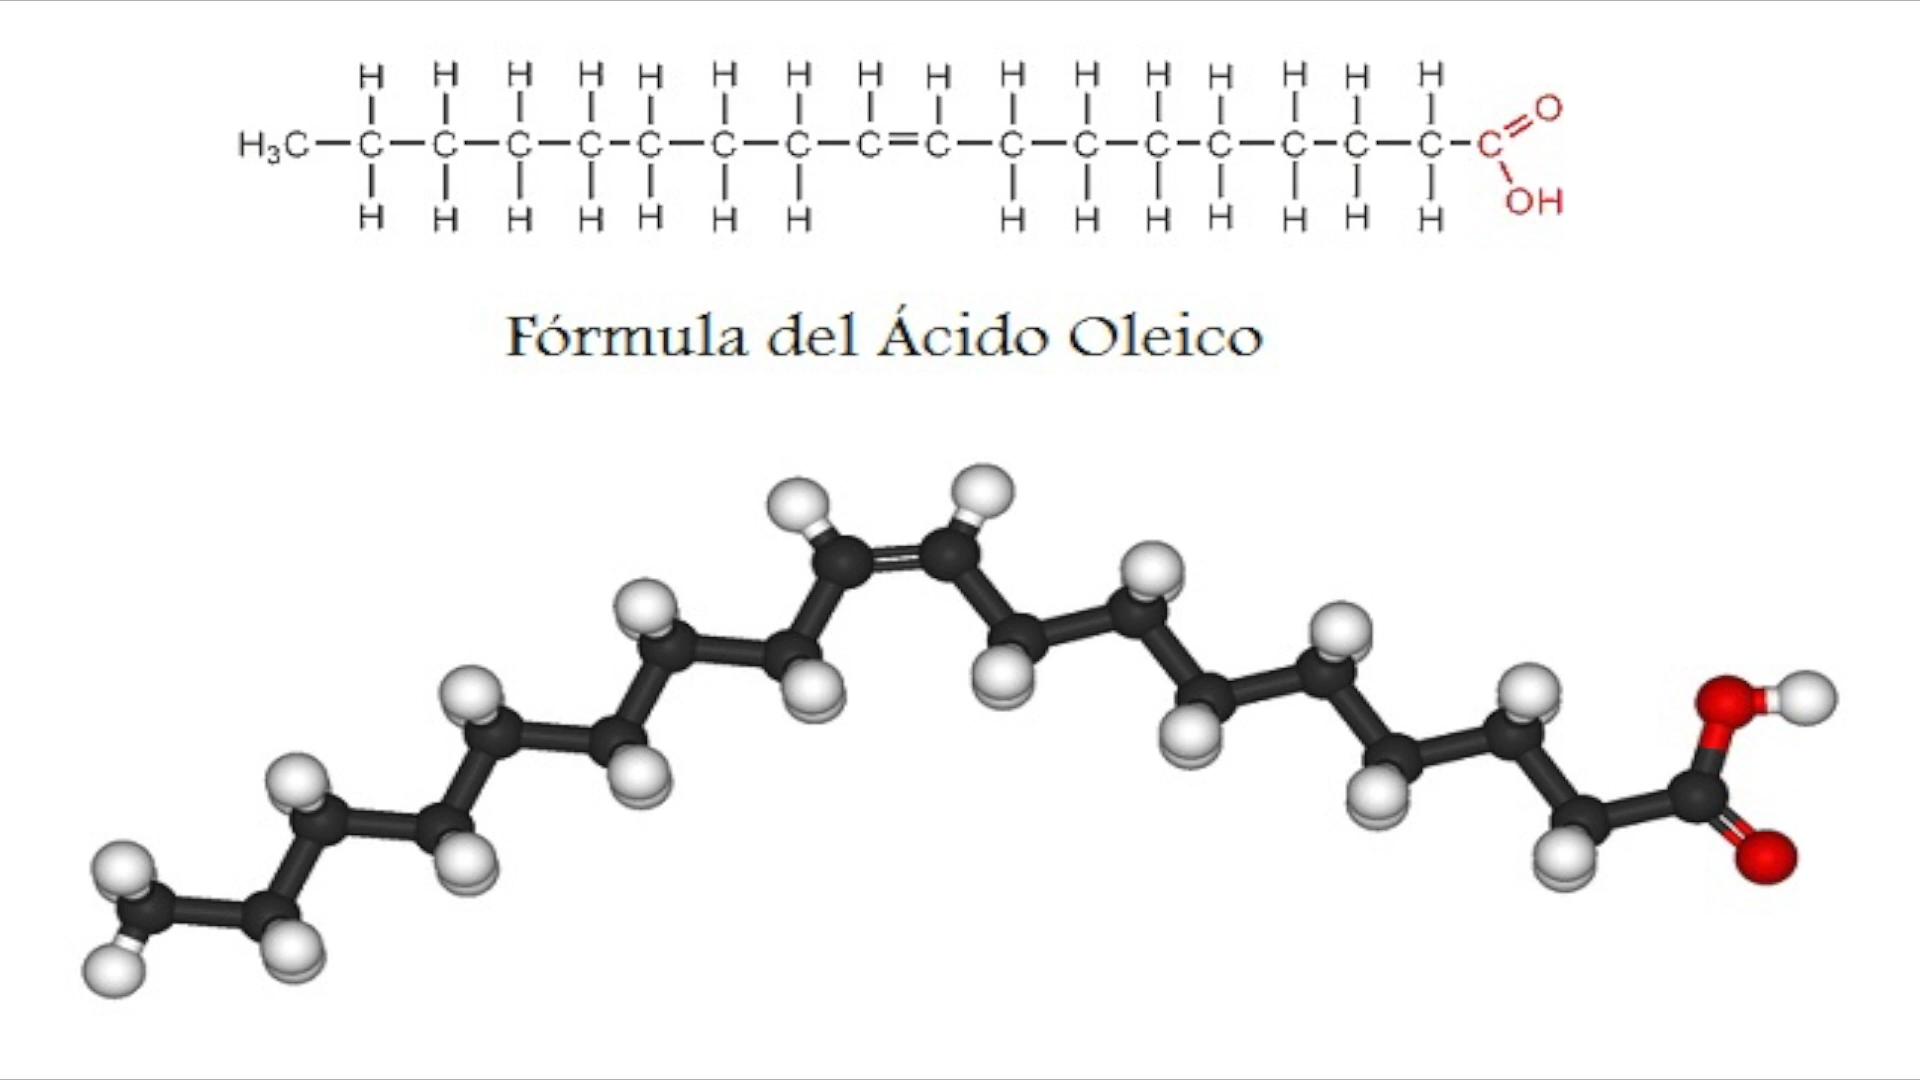 H H H H H H H H H H H H H H H H
H₃C—C—C—C—C—C—C—C—C=C—C—C—C—C—C—C—C—C=O
H H H H H H H H H H H H H H OH
Fórmula del Ácido Oleico